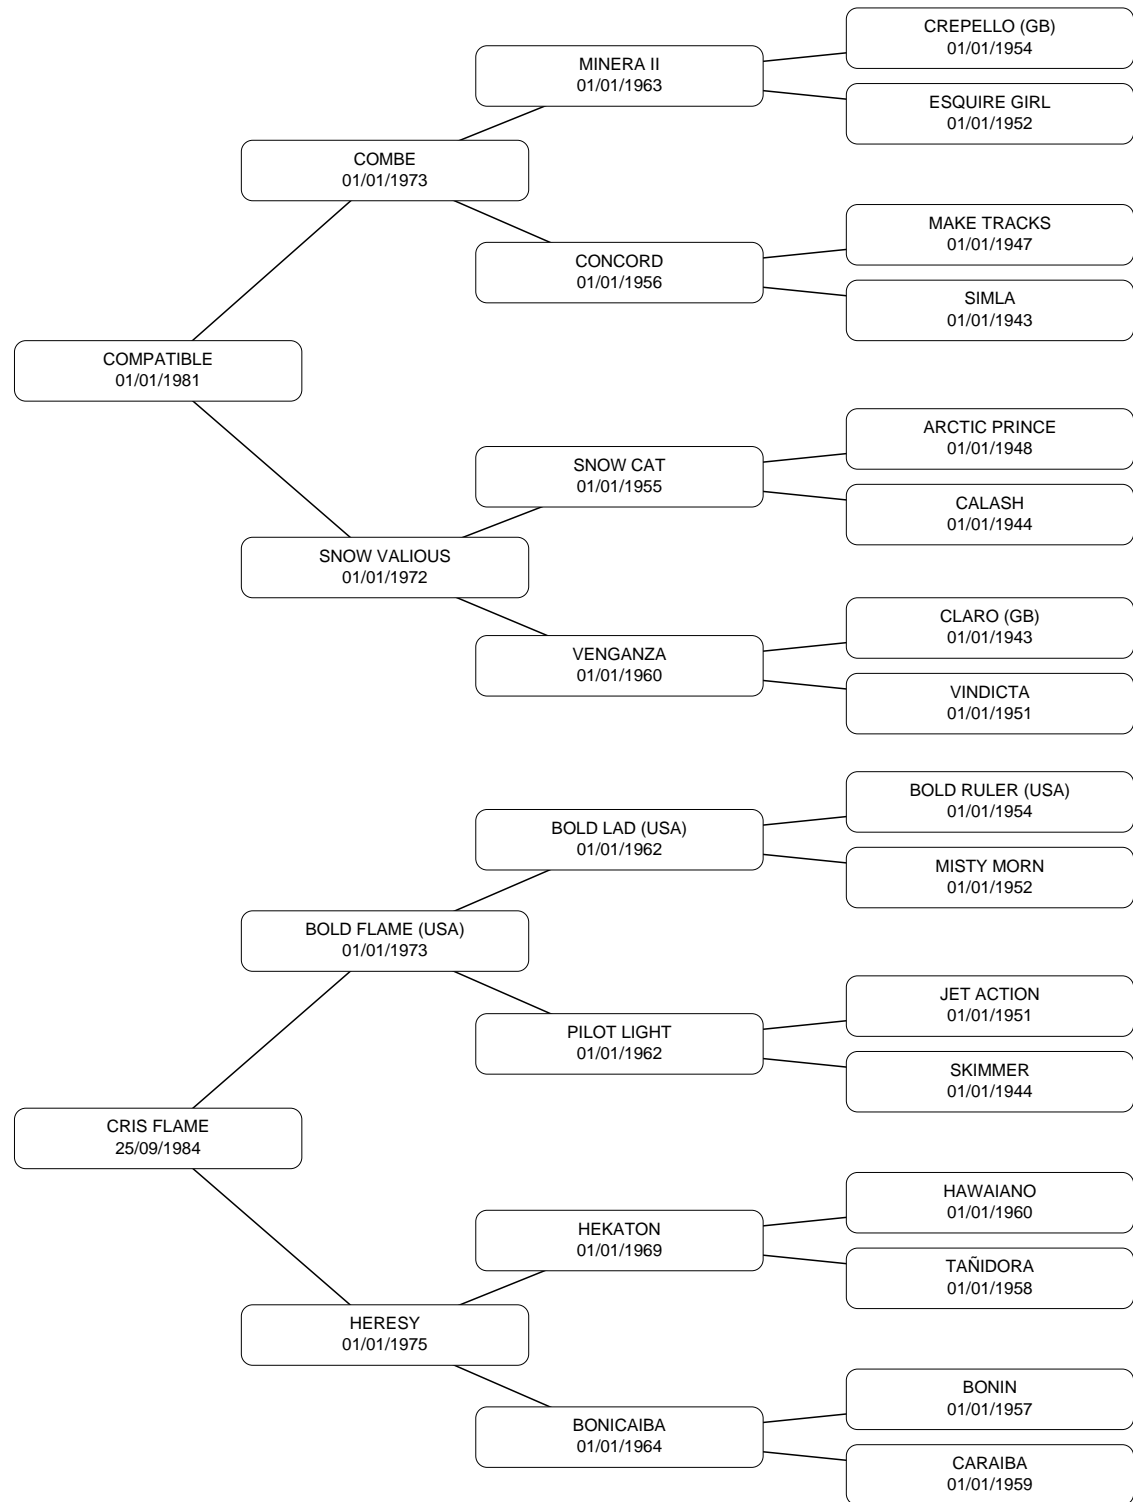 CREPELLO (GB)
01/01/1954
MINERA II
01/01/1963
ESQUIRE GIRL
01/01/1952
COMBE
01/01/1973
MAKE TRACKS
01/01/1947
CONCORD
01/01/1956
SIMLA
01/01/1943
COMPATIBLE
01/01/1981
ARCTIC PRINCE
01/01/1948
SNOW CAT
01/01/1955
CALASH
01/01/1944
SNOW VALIOUS
01/01/1972
CLARO (GB)
01/01/1943
VENGANZA
01/01/1960
VINDICTA
01/01/1951
BOLD RULER (USA)
01/01/1954
BOLD LAD (USA)
01/01/1962
MISTY MORN
01/01/1952
BOLD FLAME (USA)
01/01/1973
JET ACTION
01/01/1951
PILOT LIGHT
01/01/1962
SKIMMER
01/01/1944
CRIS FLAME
25/09/1984
HAWAIANO
01/01/1960
HEKATON
01/01/1969
TAÑIDORA
01/01/1958
HERESY
01/01/1975
BONIN
01/01/1957
BONICAIBA
01/01/1964
CARAIBA
01/01/1959